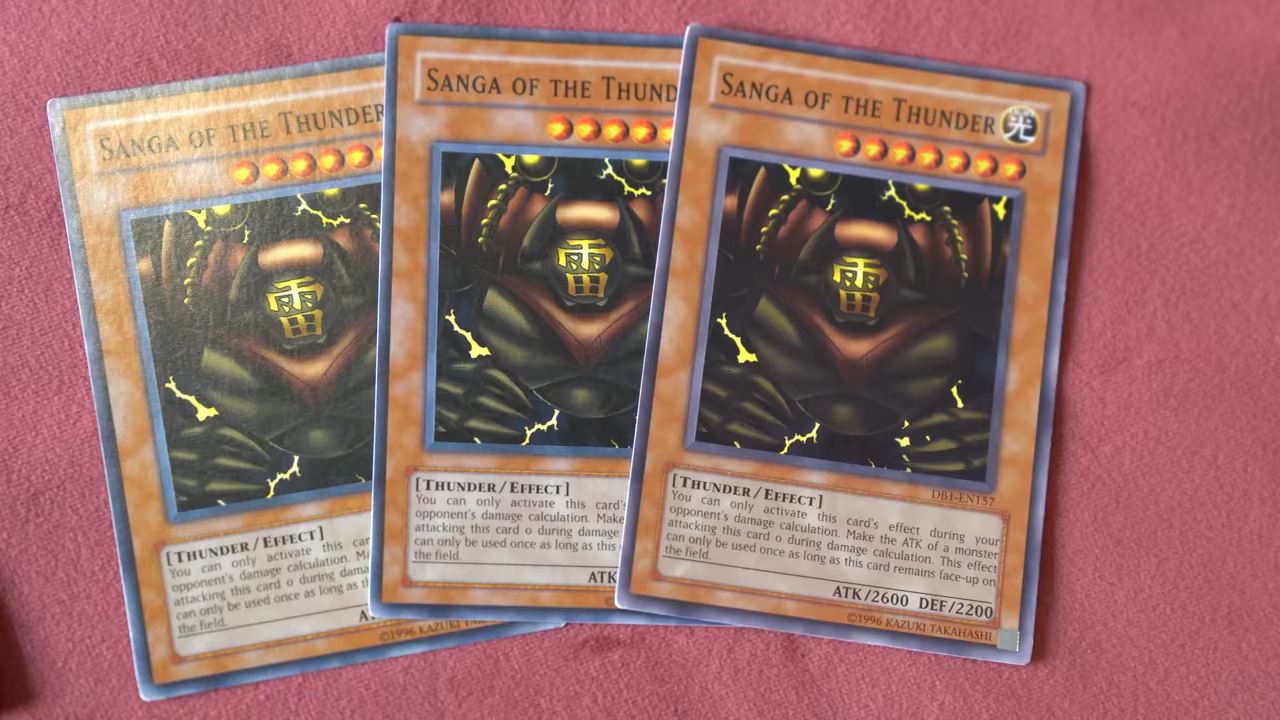 SANGA OF THE THUNDER
雷
[THUNDER/EFFECT]
You can only activate this car
opponent's damage calculation. Ma
attacking this card o during dama
can only be used once as long as th
the field.
©1996 KAZUKI TAKA
SANGA OF THE THUND
雷
[THUNDER/EFFECT]
You can only activate this card's
opponent's damage calculation. Make
attacking this card o during damage
can only be used once as long as this
the field.
ATK
SANGA OF THE THUNDER
光
雷
DB1-EN157
[THUNDER/EFFECT]
You can only activate this card's effect during your
opponent's damage calculation. Make the ATK of a monster
attacking this card o during damage calculation. This effect
can only be used once as long as this card remains face-up on
the field.
ATK/2600 DEF/2200
©1996 KAZUKI TAKAHASHI